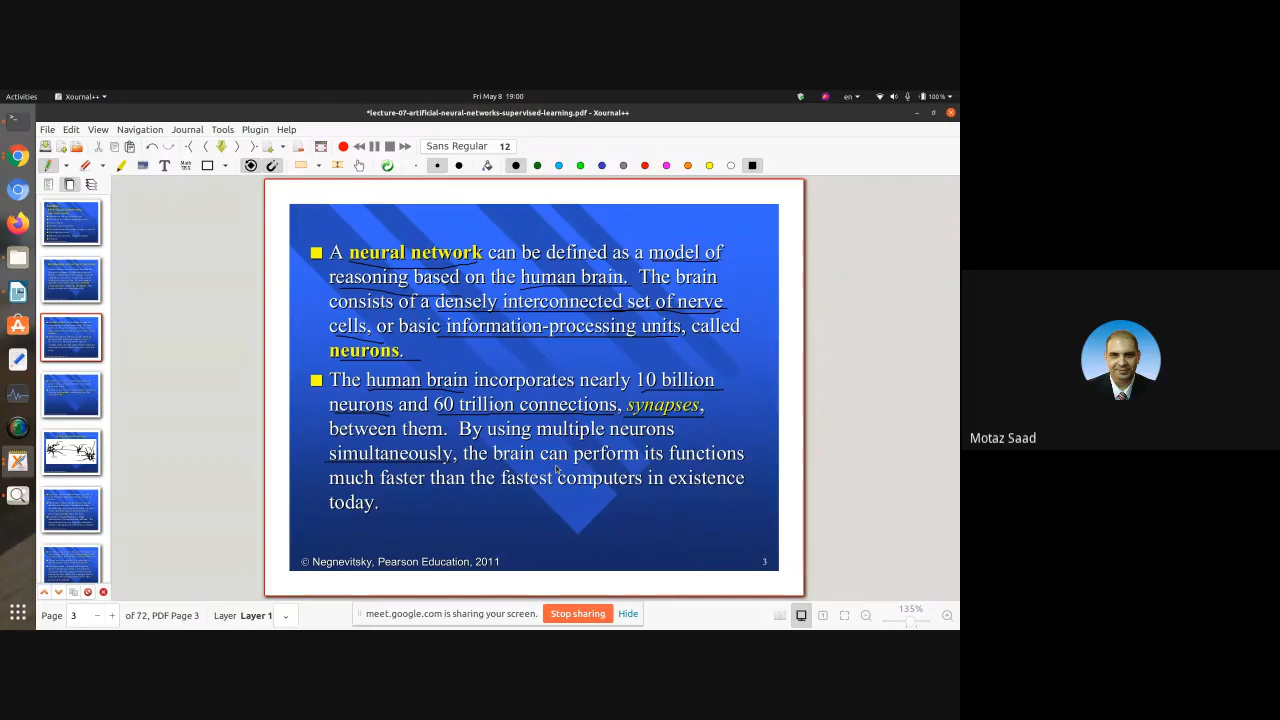 Activities Xournal++ Fri May 8 19:00 en 100 %
*lecture-07-artificial-neural-networks-supervised-learning.pdf - Xournal++
File Edit View Navigation Journal Tools Plugin Help
Sans Regular 12
A neural network can be defined as a model of
reasoning based on the human brain. The brain
consists of a densely interconnected set of nerve
cells, or basic information-processing units, called
neurons.
The human brain incorporates nearly 10 billion
neurons and 60 trillion connections, synapses,
between them. By using multiple neurons
simultaneously, the brain can perform its functions
much faster than the fastest computers in existence
today.
© Negnevitsky, Pearson Education, 2011 3
Page 3 of 72, PDF Page 3 Layer Layer 1
meet.google.com is sharing your screen. Stop sharing Hide
135%
Motaz Saad